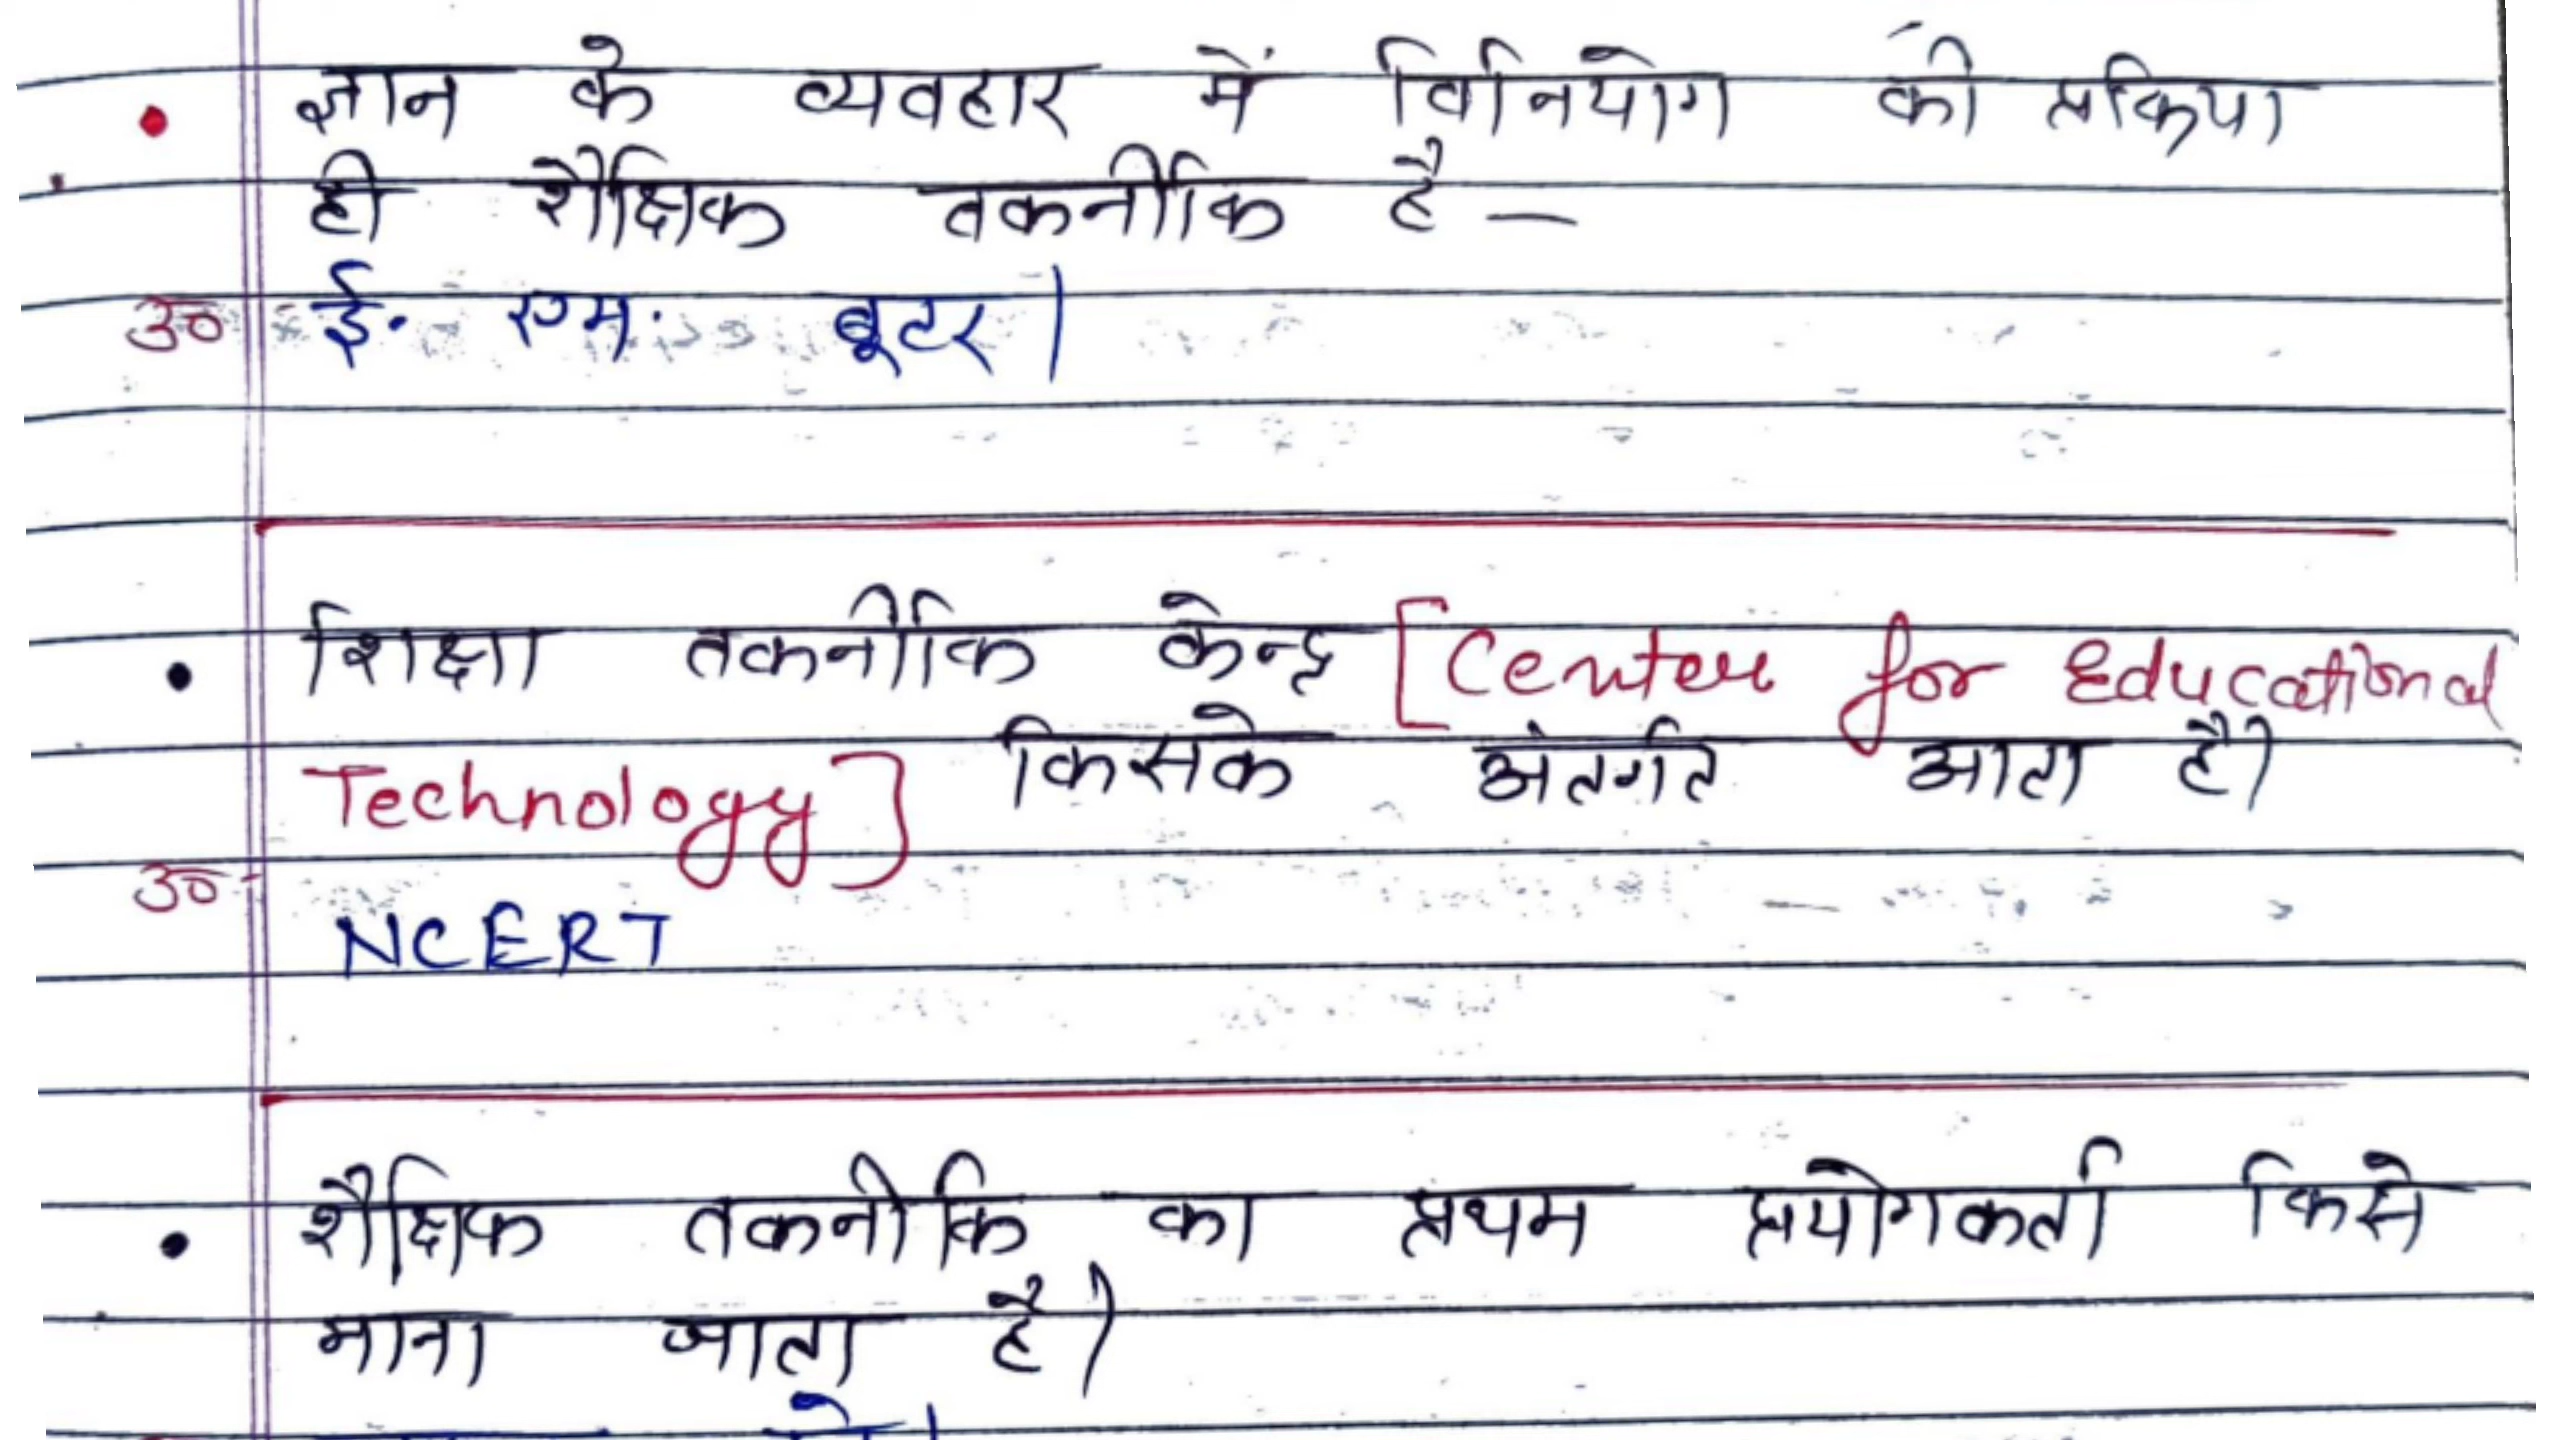 • ज्ञान के व्यवहार में विनियोग की प्रक्रिया
ही शैक्षिक तकनीकि है —
उ० ई. एम. बूटर।
• शिक्षा तकनीकि केन्द्र [Center for Educational
Technology] किसके अंतर्गत आता है।
उ०- NCERT
• शैक्षिक तकनीकि का प्रथम प्रयोगकर्ता किसे
माना जाता है।